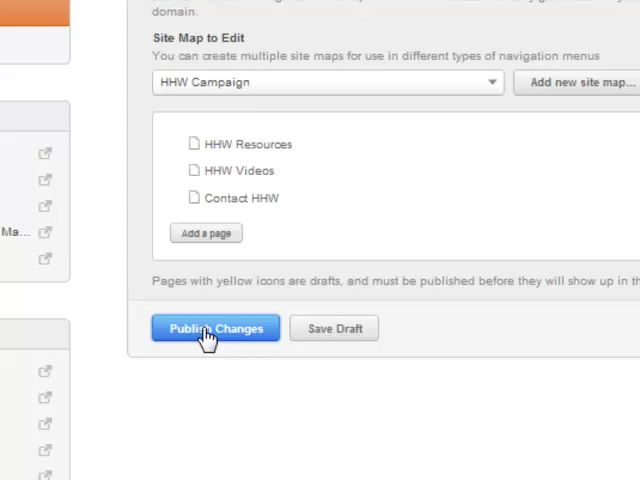 domain.
Site Map to Edit
You can create multiple site maps for use in different types of navigation menus
HHW Campaign
Add new site map...
HHW Resources
HHW Videos
Ma...
Contact HHW
Add a page
Pages with yellow icons are drafts, and must be published before they will show up in
Publish Changes
Save Draft